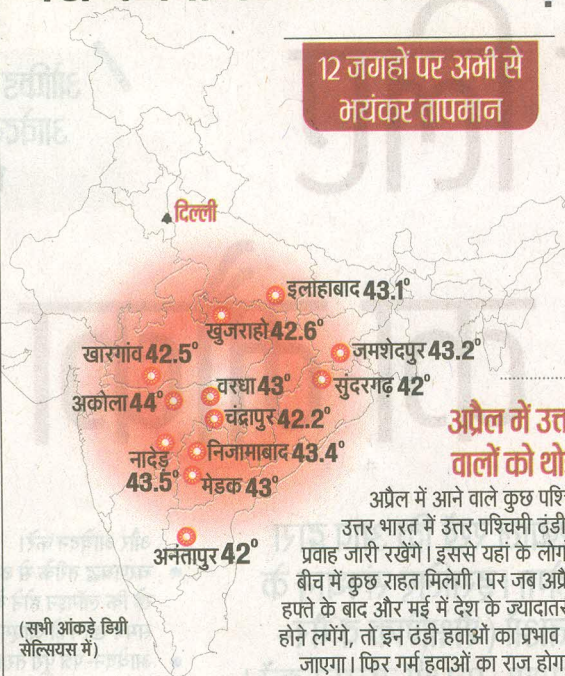 12 जगहों पर अभी से
भयंकर तापमान
दिल्ली
इलाहाबाद 43.1°
खुजराहो 42.6°
खारगांव 42.5°
जमशेदपुर 43.2°
अकोला 44°
वरधा 43°
सुंदरगढ़ 42°
चंद्रापुर 42.2°
नादेड़
43.5°
निजामाबाद 43.4°
मेडक 43°
अनंतापुर 42°
(सभी आंकड़े डिग्री
सेल्सियस में)
अप्रैल में उत्त
वालों को थो
अप्रैल में आने वाले कुछ पश्चि
उत्तर भारत में उत्तर पश्चिमी ठंडी
प्रवाह जारी रखेंगे। इससे यहां के लोग
बीच में कुछ राहत मिलेगी। पर जब अप्रै
हफ्ते के बाद और मई में देश के ज्यादातर
होने लगेंगे, तो इन ठंडी हवाओं का प्रभाव
जाएगा। फिर गर्म हवाओं का राज होगा